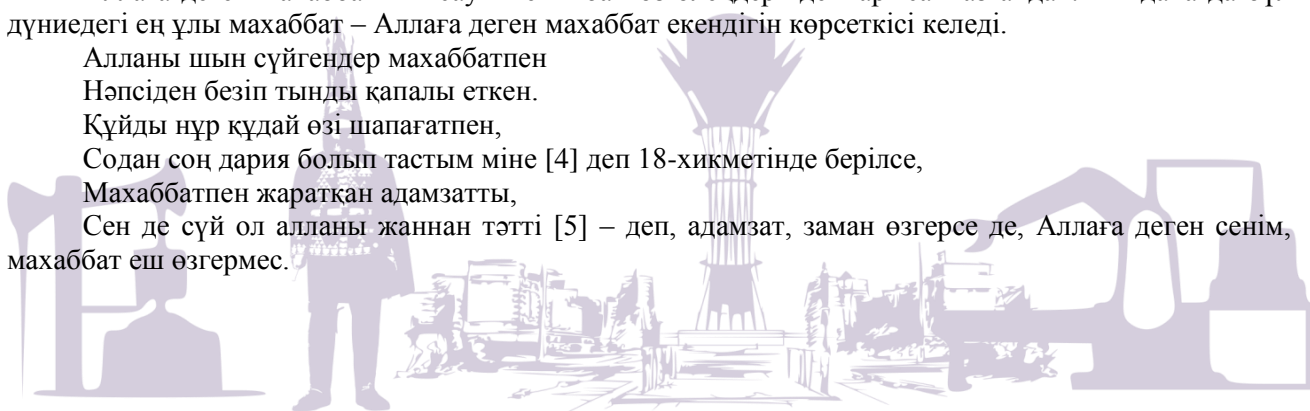 дүниедегі ең ұлы махаббат – Аллаға деген махаббат екендігін көрсеткісі келеді.
Алланы шын сүйгендер махаббатпен
Нәпсіден безіп тынды қапалы еткен.
Құйды нұр құдай өзі шапағатпен,
Содан соң дария болып тастым міне [4] деп 18-хикметінде берілсе,
Махаббатпен жаратқан адамзатты,
Сен де сүй ол алланы жаннан тәтті [5] – деп, адамзат, заман өзгерсе де, Аллаға деген сенім,
махаббат еш өзгермес.